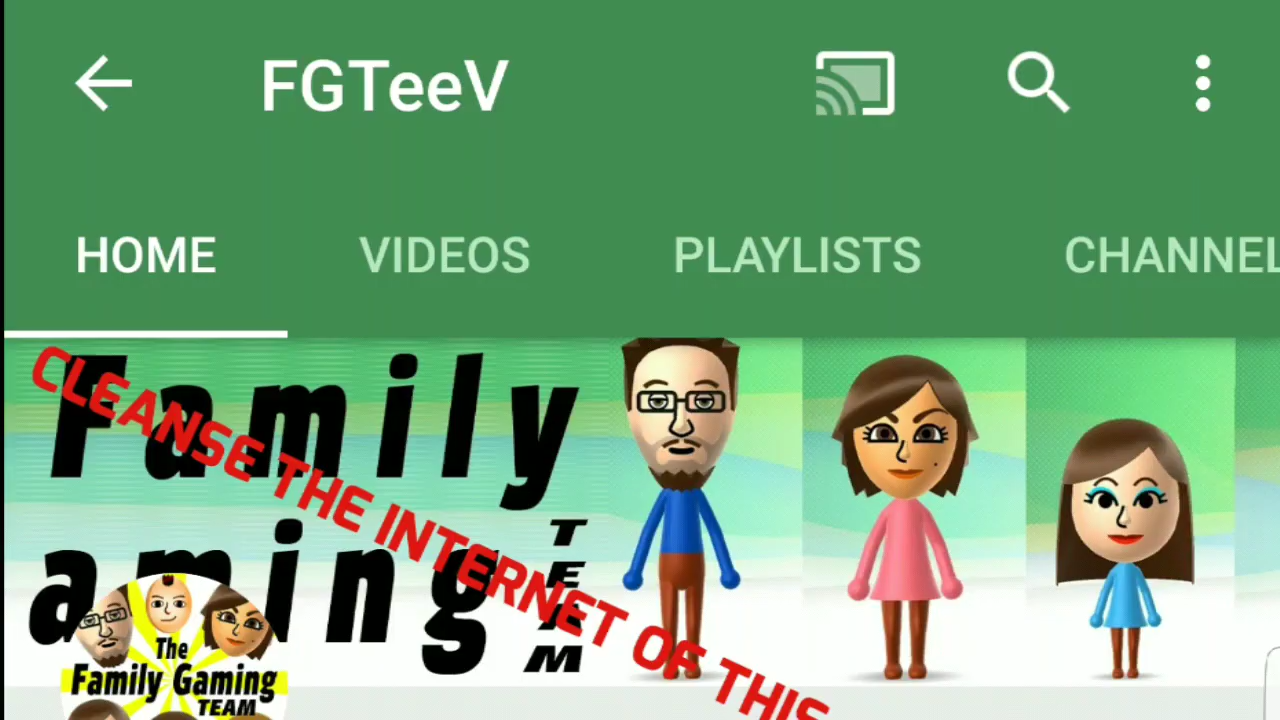 FGTeeV
HOME VIDEOS PLAYLISTS CHANNEL
Family
aming
TEAM
CLEANSE THE INTERNET OF THIS
The
Family Gaming
TEAM